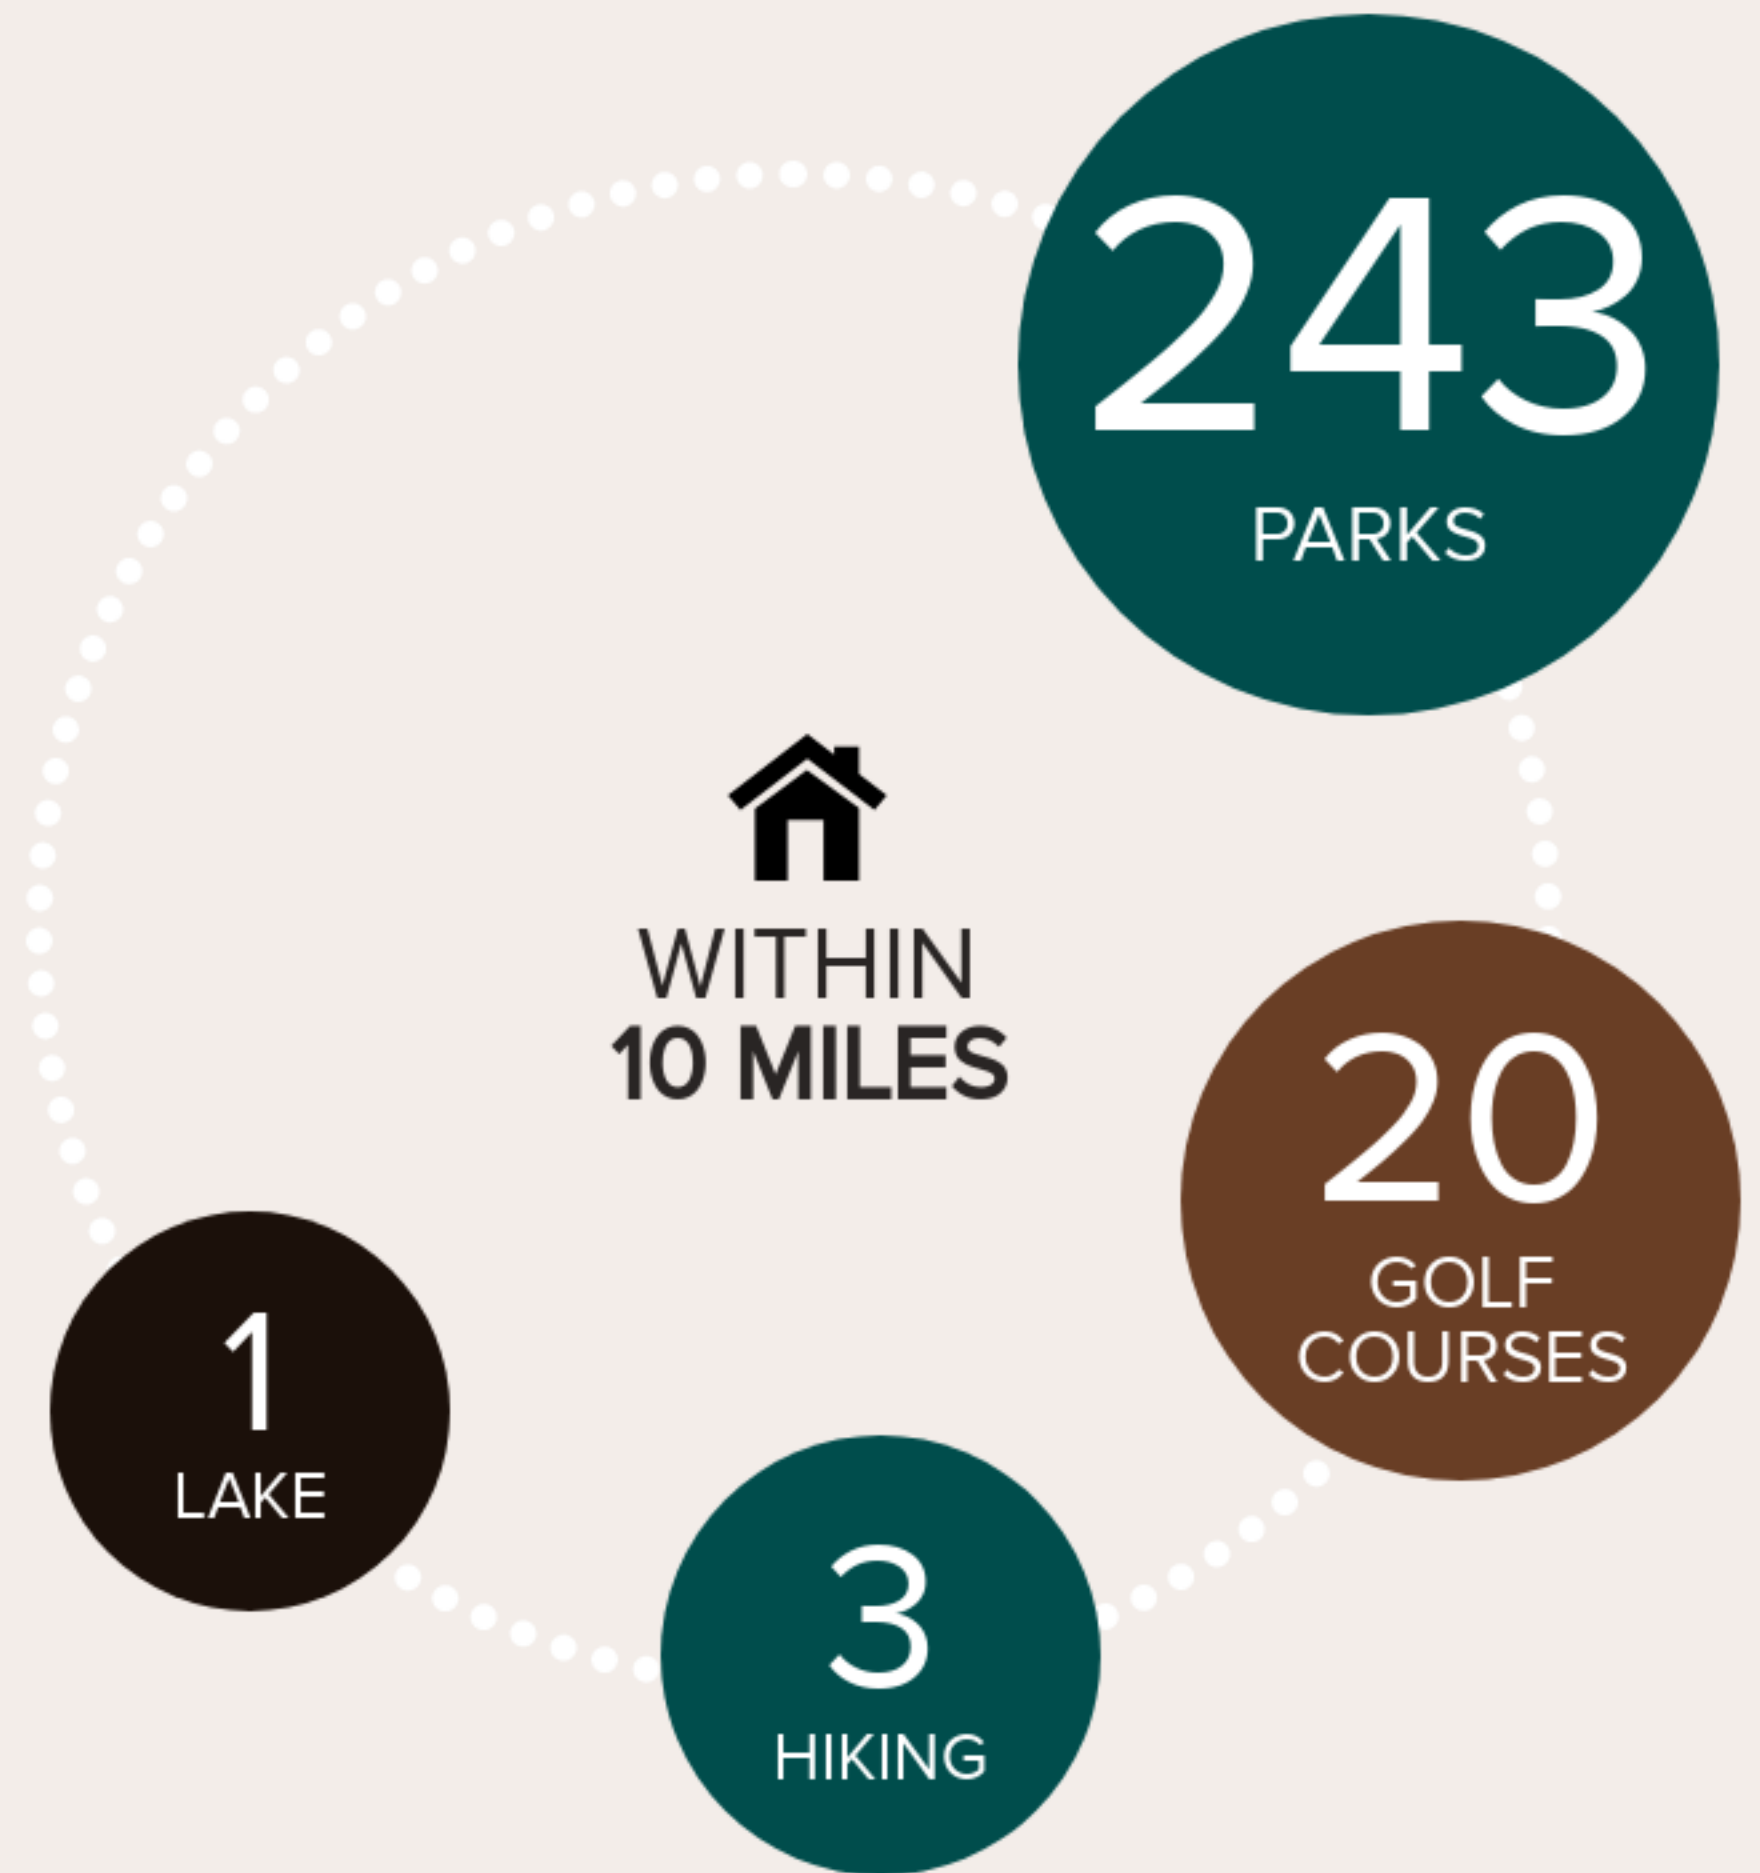 243
PARKS
WITHIN
10 MILES
20
GOLF
COURSES
1
LAKE
3
HIKING